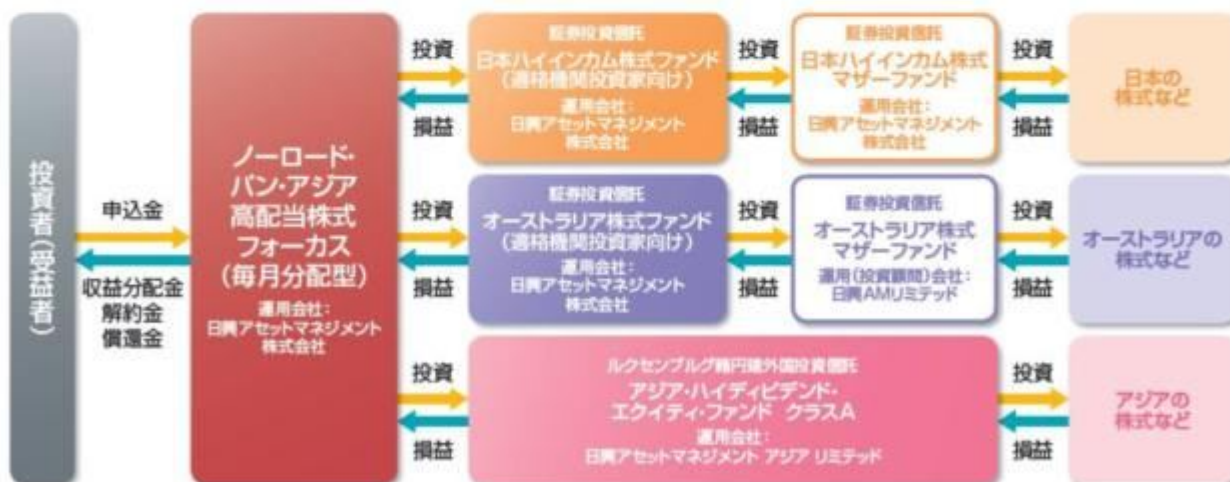 投資者(受益者)
申込金
収益分配金
解約金
償還金
ノーロード・
パン・アジア
高配当株式
フォーカス
(毎月分配型)
運用会社:
日興アセットマネジメント
株式会社
投資
損益
証券投資信託
日本ハイインカム株式ファンド
(適格機関投資家向け)
運用会社:
日興アセットマネジメント
株式会社
投資
損益
証券投資信託
日本ハイインカム株式
マザーファンド
運用会社:
日興アセットマネジメント
株式会社
投資
損益
日本の
株式など
投資
損益
証券投資信託
オーストラリア株式ファンド
(適格機関投資家向け)
運用会社:
日興アセットマネジメント
株式会社
投資
損益
証券投資信託
オーストラリア株式
マザーファンド
運用(投資顧問)会社:
日興AMリミテッド
投資
損益
オーストラリアの
株式など
投資
損益
ルクセンブルグ籍円建外国投資信託
アジア・ハイディビデンド・
エクイティ・ファンド クラスA
運用会社:
日興アセットマネジメント アジア リミテッド
投資
損益
アジアの
株式など